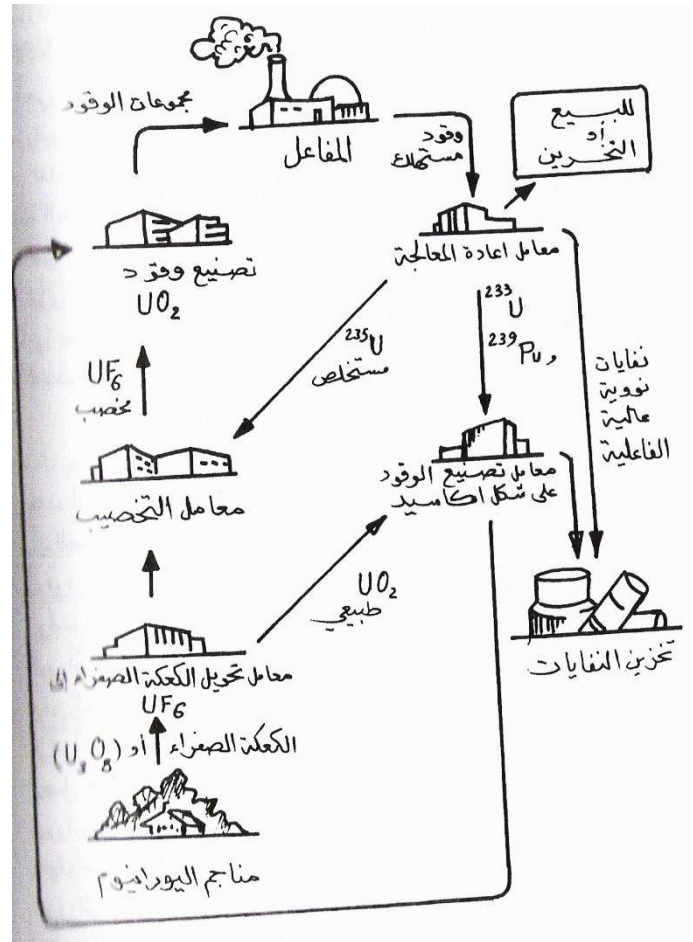 مجموعات الوقود
المفاعل
وقود
مستهلك
للبيع
أو
التخزين
تصنيع وقود
UO₂
معامل اعادة المعالجة
²³⁵U
مستخلص
²³³U
و ²³⁹Pu
نفايات
نووية
عالية
الفاعلية
UF₆
مخصب
معامل التخصيب
معامل تصنيع الوقود
على شكل اكاسيد
UO₂
طبيعي
معامل تحويل الكعكة الصفراء إلى
UF₆
تخزين النفايات
الكعكة الصفراء أو (U₃O₈)
مناجم اليورانيوم